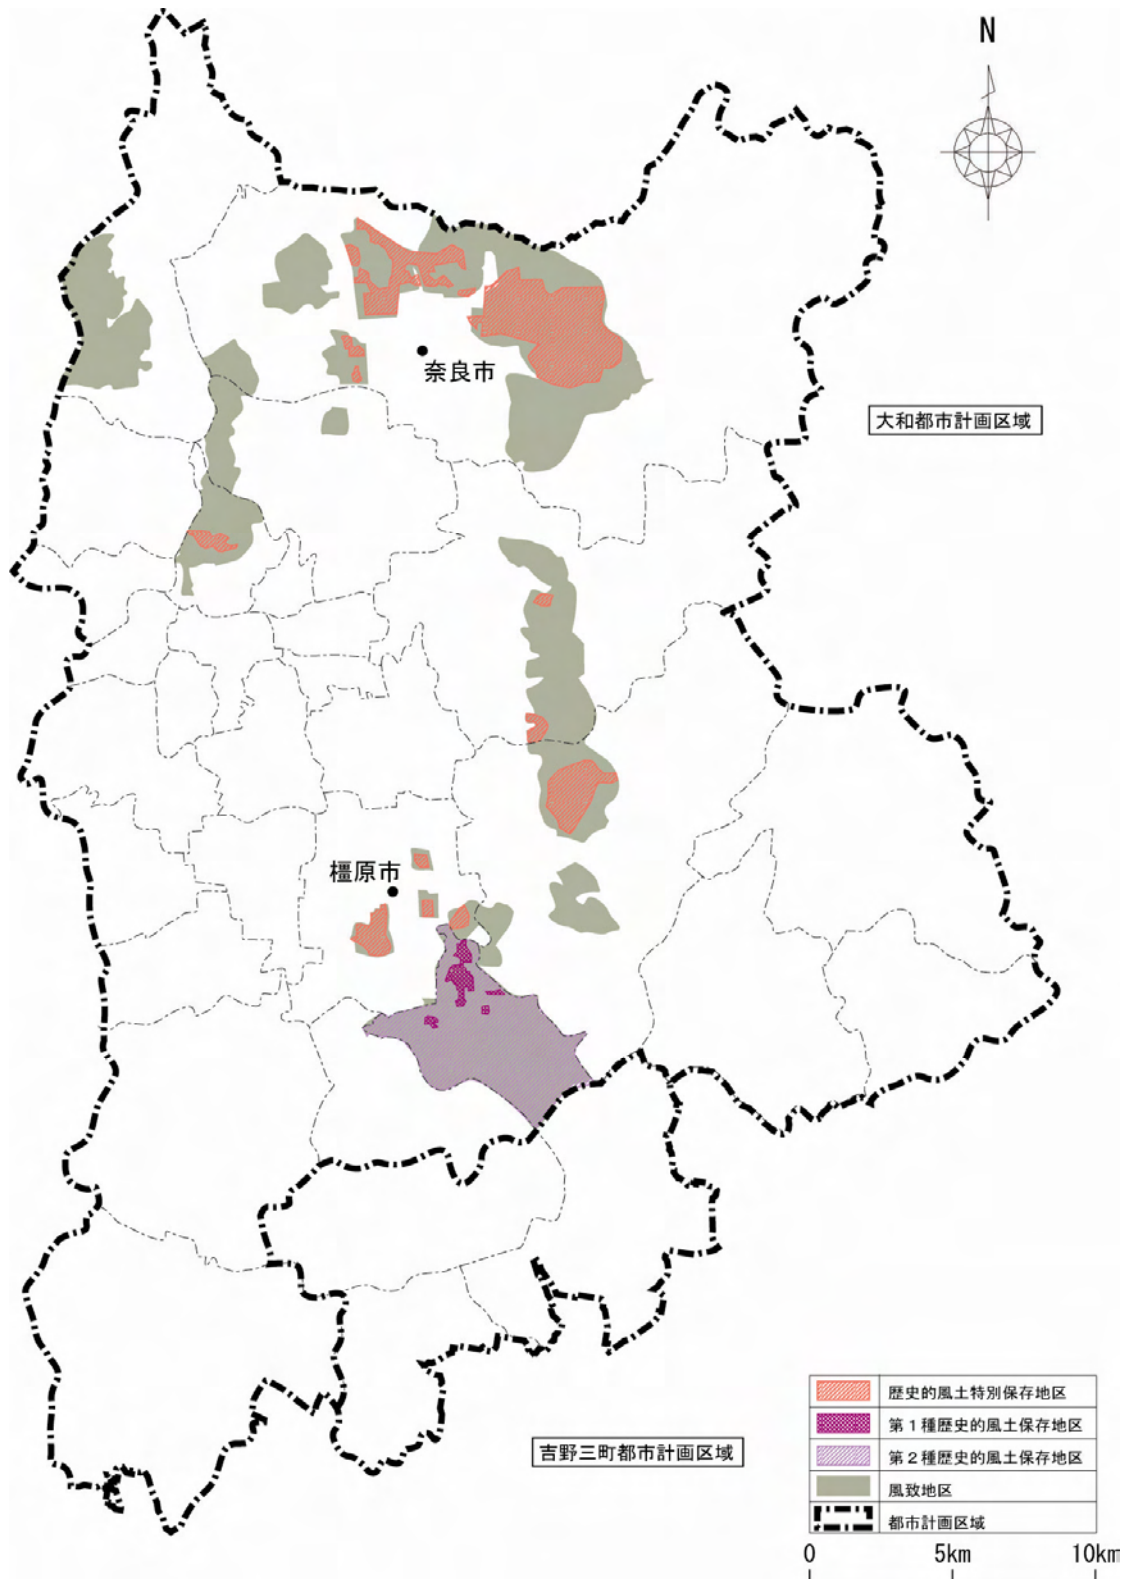 N
奈良市
大和都市計画区域
橿原市
吉野三町都市計画区域
歴史的風土特別保存地区
第１種歴史的風土保存地区
第２種歴史的風土保存地区
風致地区
都市計画区域
0 5km 10km